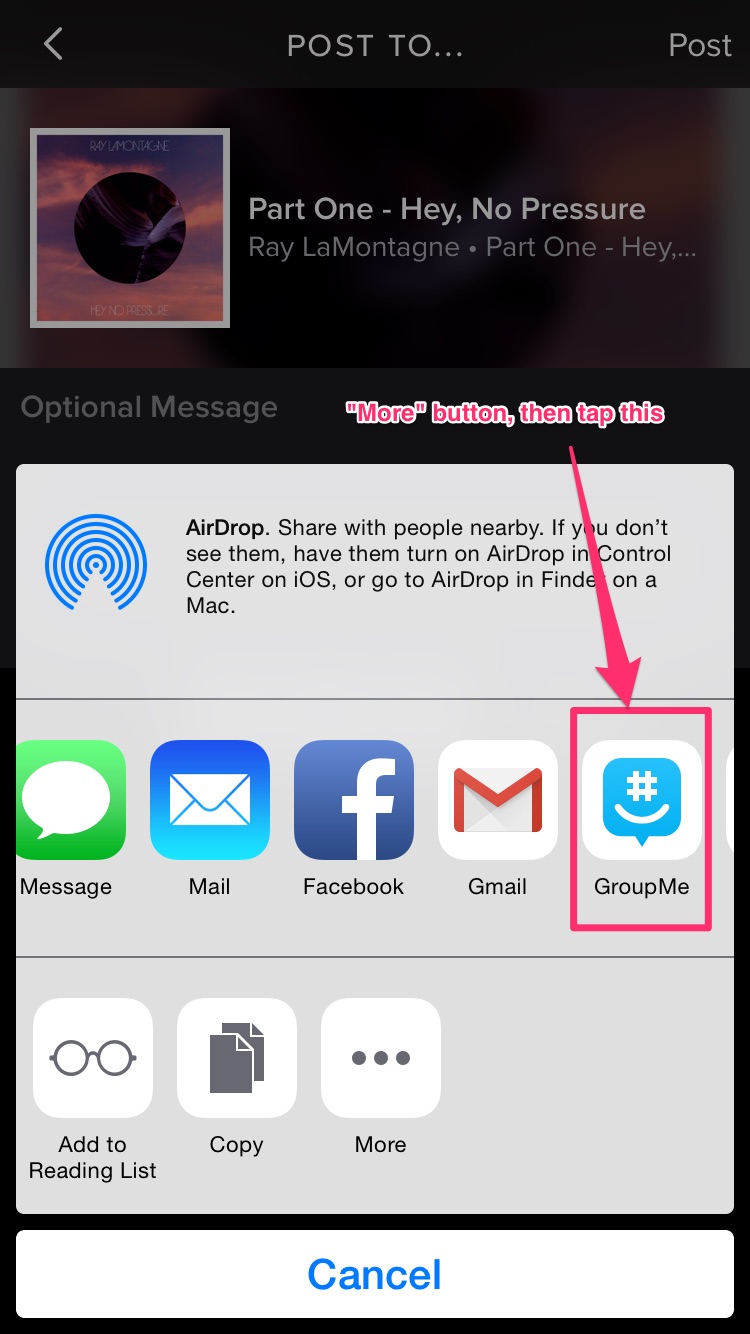 POST TO...
Post
RAY LAMONTAGNE
HEY NO PRESSURE
Part One - Hey, No Pressure
Ray LaMontagne • Part One - Hey,...
Optional Message
"More" button, then tap this
AirDrop. Share with people nearby. If you don’t
see them, have them turn on AirDrop in Control
Center on iOS, or go to AirDrop in Finder on a
Mac.
Message
Mail
Facebook
Gmail
GroupMe
Add to
Reading List
Copy
More
Cancel